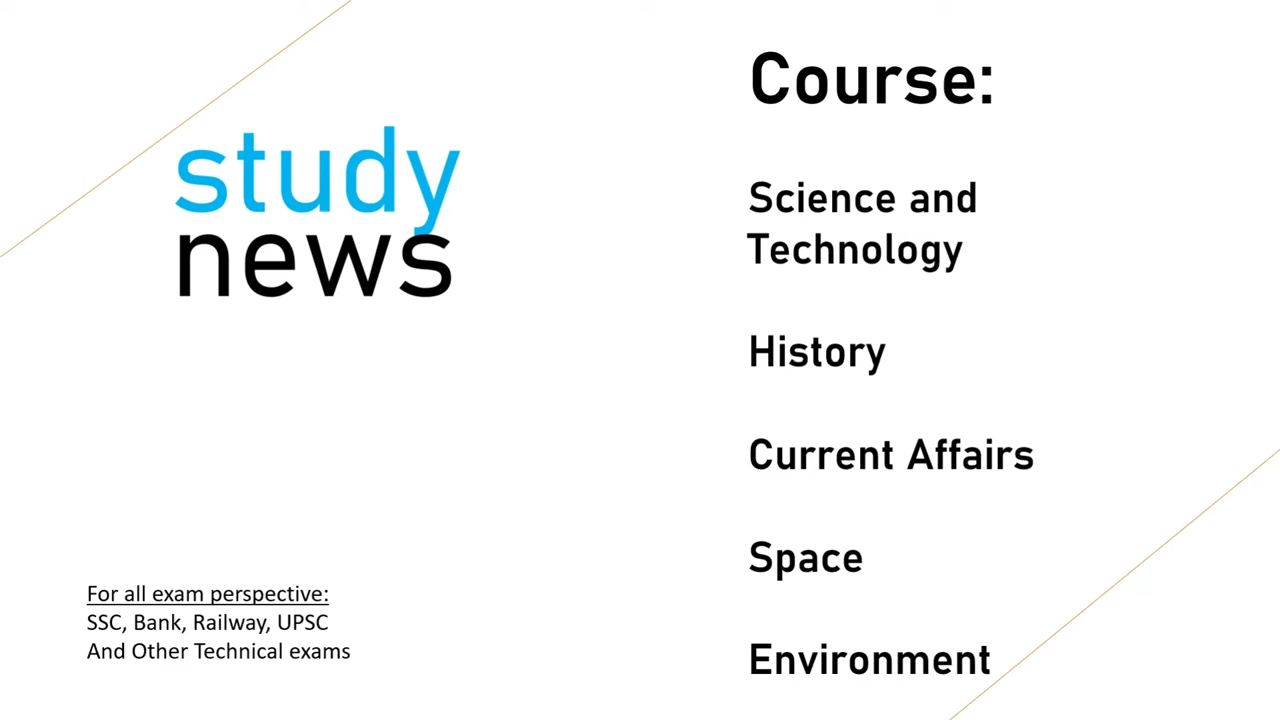 study
news
For all exam perspective:
SSC, Bank, Railway, UPSC
And Other Technical exams
Course:
Science and
Technology
History
Current Affairs
Space
Environment